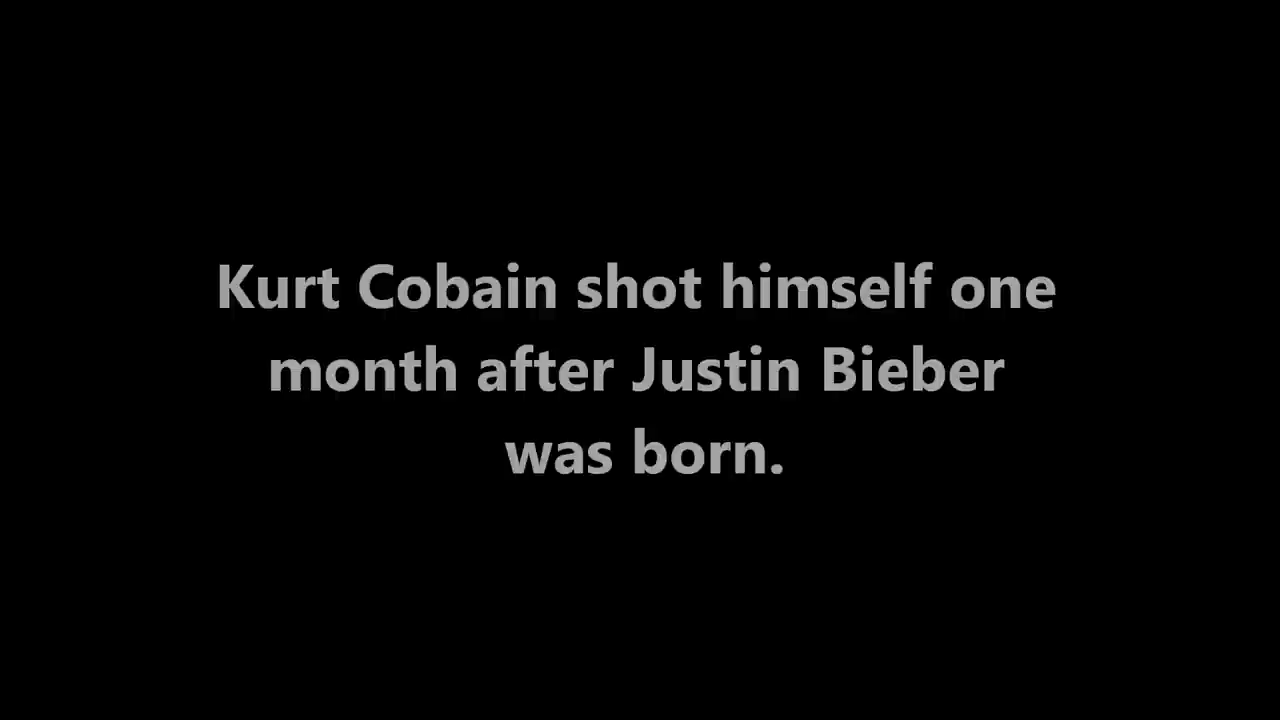 Kurt Cobain shot himself one
month after Justin Bieber
was born.